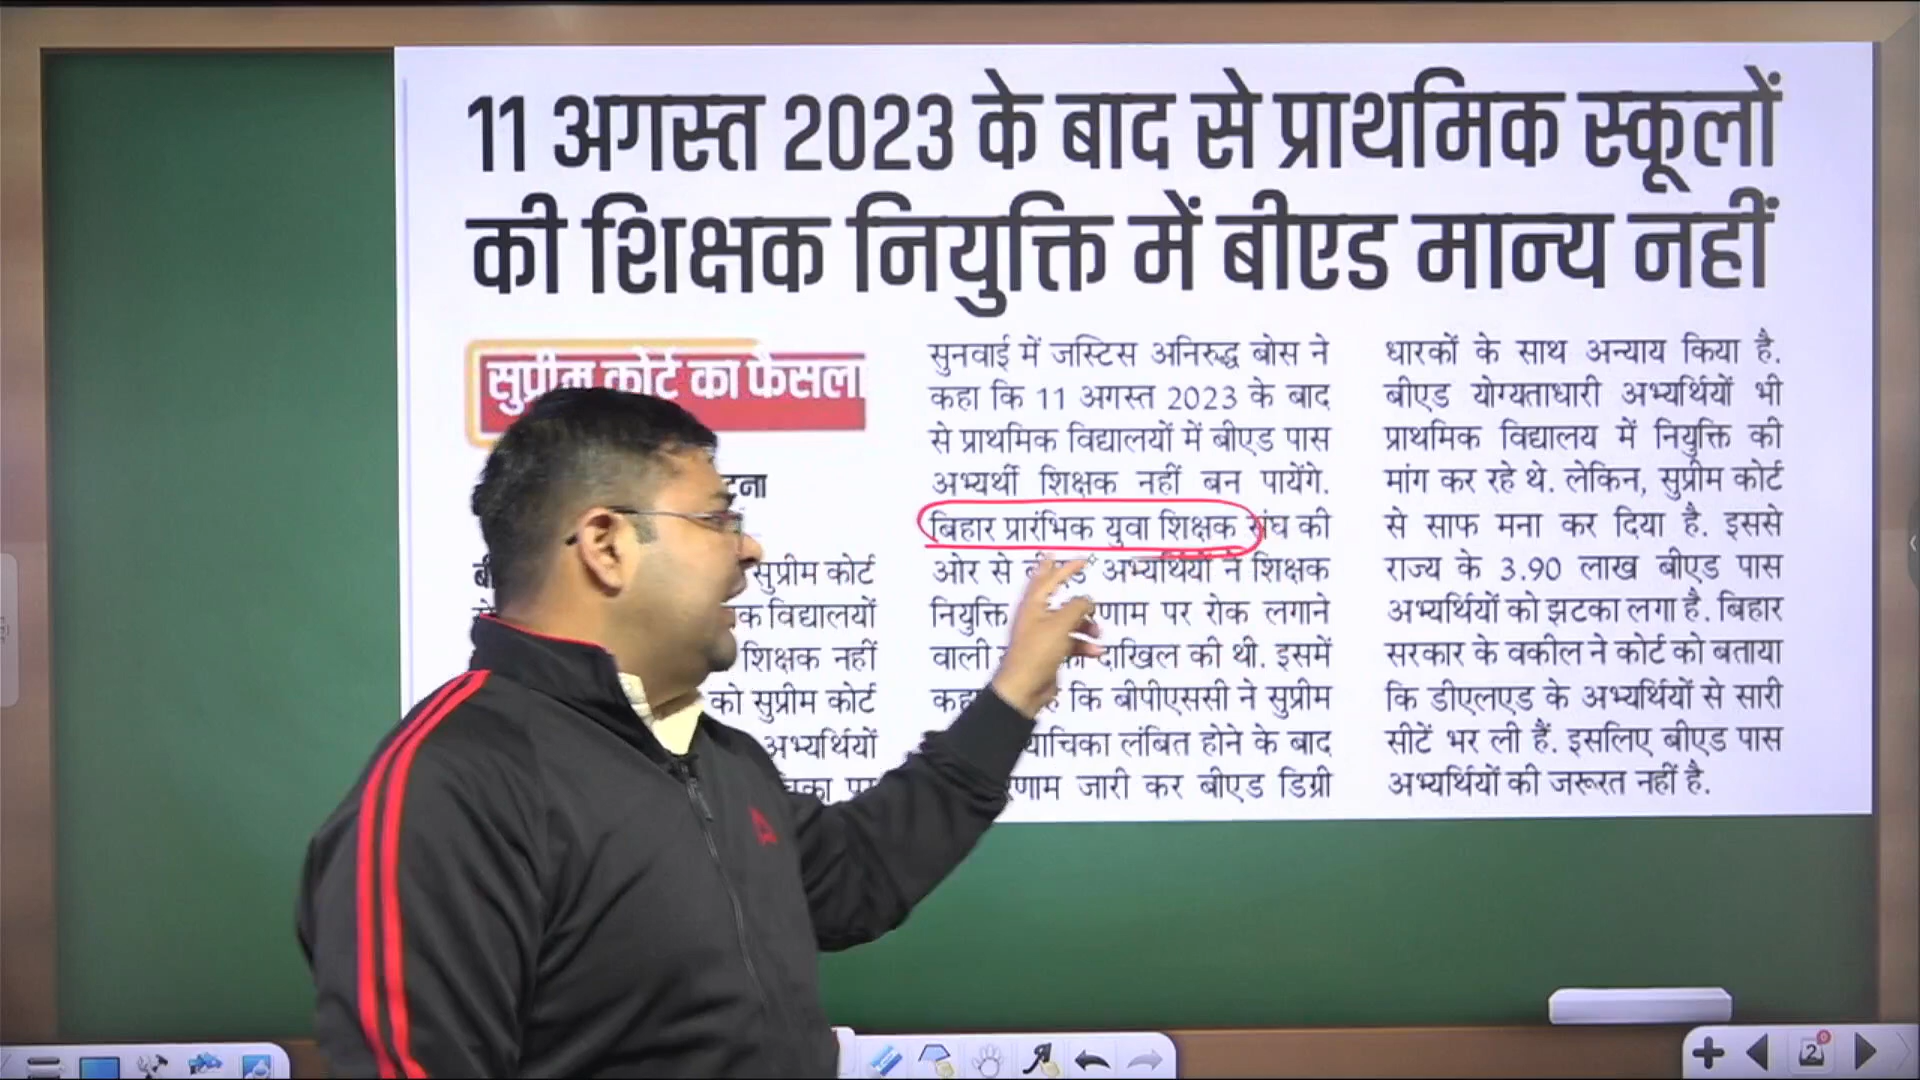 11 अगस्त 2023 के बाद से प्राथमिक स्कूलों
की शिक्षक नियुक्ति में बीएड मान्य नहीं
सुप्रीम कोर्ट का फैसला
सुप्रीम कोर्ट
विद्यालयों
शिक्षक नहीं
को सुप्रीम कोर्ट
अभ्यर्थियों
सुनवाई में जस्टिस अनिरुद्ध बोस ने
कहा कि 11 अगस्त 2023 के बाद
से प्राथमिक विद्यालयों में बीएड पास
अभ्यर्थी शिक्षक नहीं बन पायेंगे.
बिहार प्रारंभिक युवा शिक्षक संघ की
ओर से बीएड अभ्यर्थियों ने शिक्षक
नियुक्ति पर रोक लगाने
वाली दाखिल की थी. इसमें
कि बीपीएससी ने सुप्रीम
याचिका लंबित होने के बाद
जारी कर बीएड डिग्री
धारकों के साथ अन्याय किया है.
बीएड योग्यताधारी अभ्यर्थियों भी
प्राथमिक विद्यालय में नियुक्ति की
मांग कर रहे थे. लेकिन, सुप्रीम कोर्ट
से साफ मना कर दिया है. इससे
राज्य के 3.90 लाख बीएड पास
अभ्यर्थियों को झटका लगा है. बिहार
सरकार के वकील ने कोर्ट को बताया
कि डीएलएड के अभ्यर्थियों से सारी
सीटें भर ली हैं. इसलिए बीएड पास
अभ्यर्थियों की जरूरत नहीं है.
2